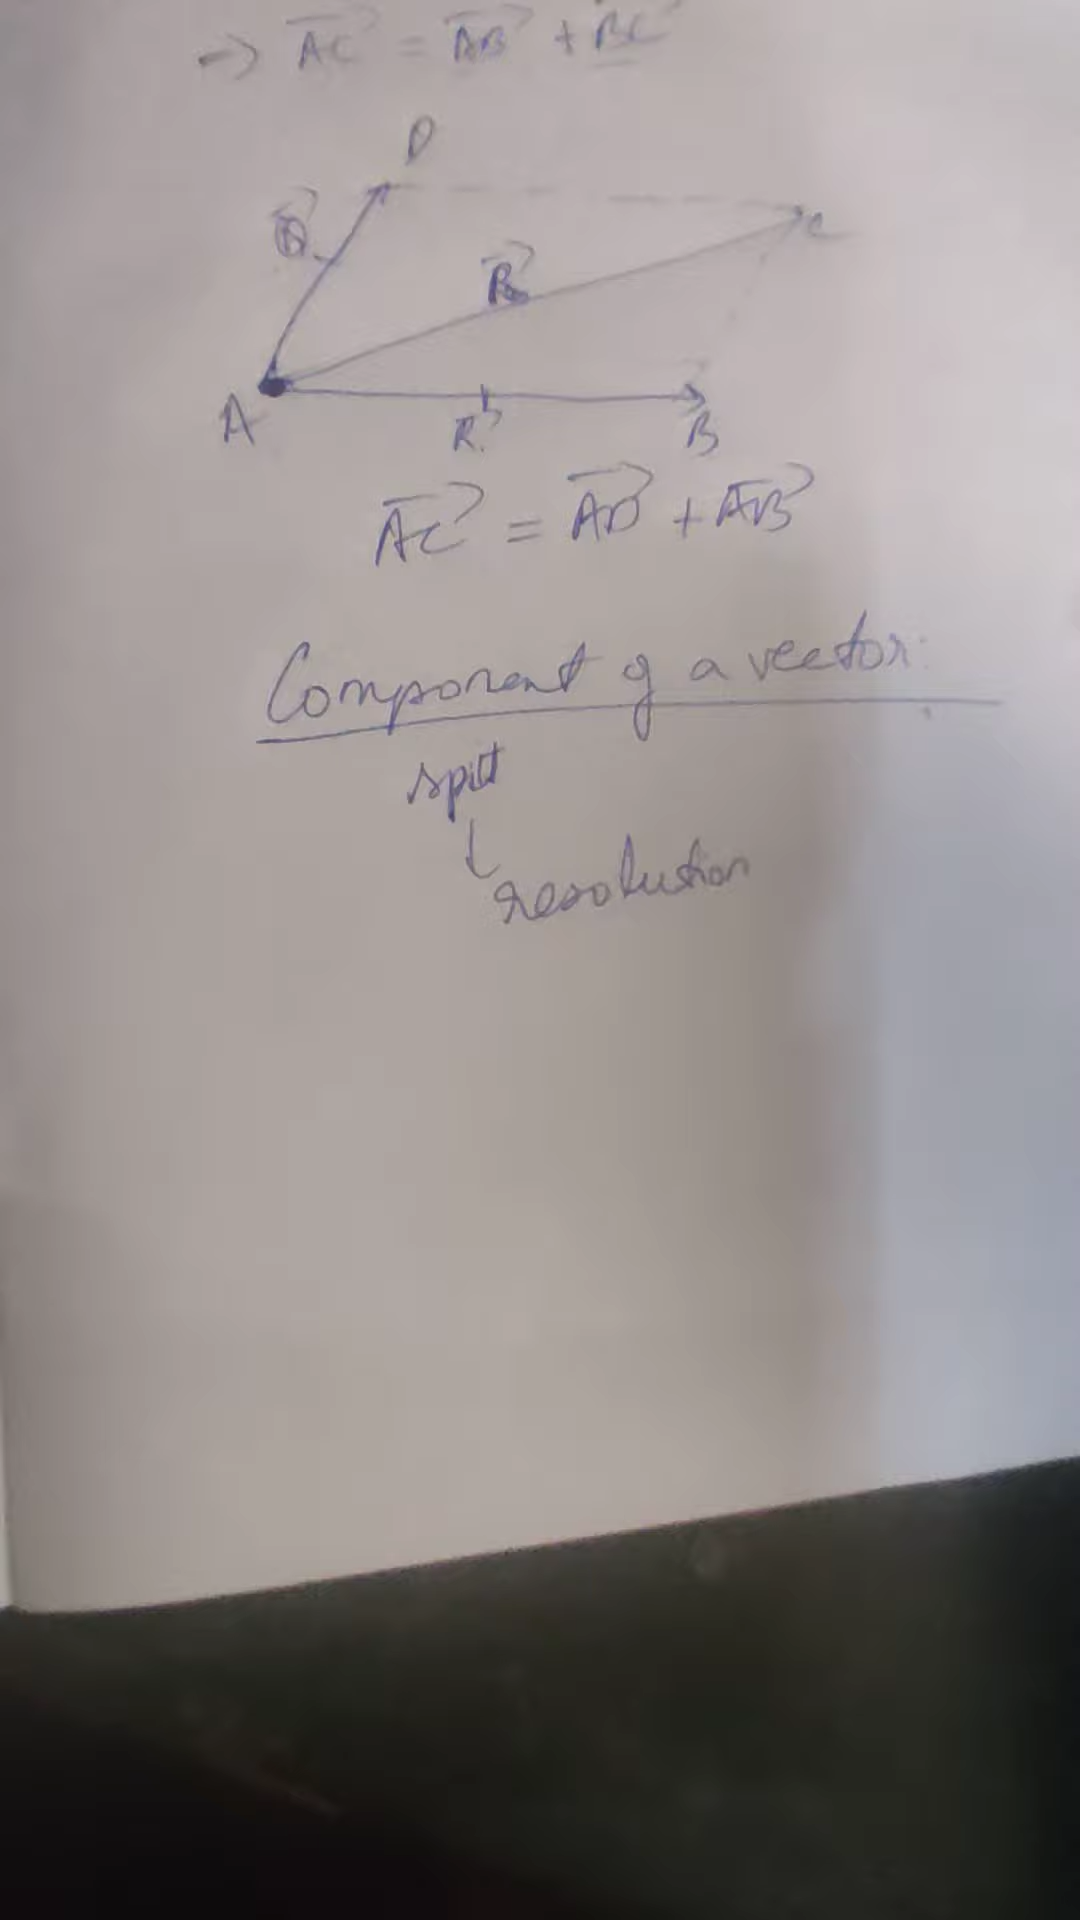 → AC = AB + BC
D
Q
C
R
A
B
AC = AD + AB
Component of a vector:
split
↓
resolution